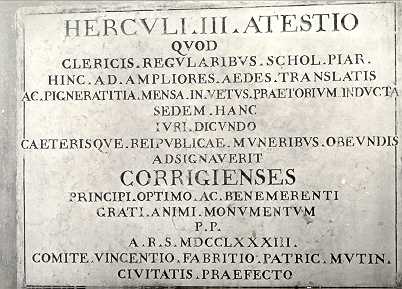 HERCVLI.III.ATESTIO
QVOD
CLERICIS.REGVLARIBVS.SCHOL.PIAR.
HINC.AD.AMPLIORES.AEDES.TRANSLATIS
AC.PIGNERATITIA.MENSA.IN.VETVS.PRAETORIVM.INDVCTA
SEDEM.HANC
IVRI.DICVNDO
CAETERISQVE.REIPVBLICAE.MVNERIBVS.OBEVNDIS
ADSIGNAVERIT
CORRIGIENSES
PRINCIPI.OPTIMO.AC.BENEMERENTI
GRATI.ANIMI.MONVMENTVM
P.P.
A.R.S.MDCCLXXXIII.
COMITE.VINCENTIO.FABRITIO.PATRIC.MVTIN.
CIVITATIS.PRAEFECTO